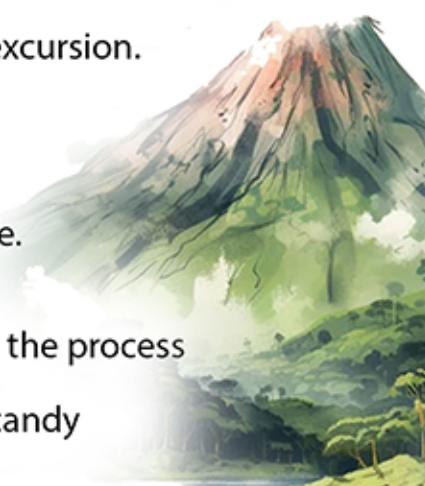 excursion.
e.
the process
candy